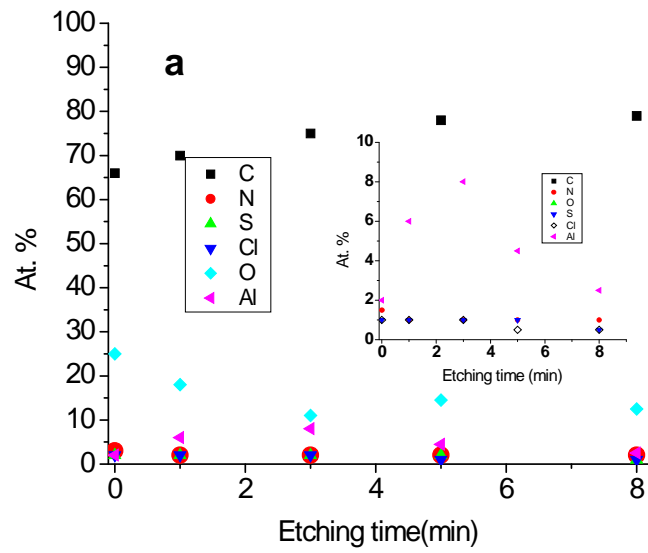 a
100
90
80
70
60
50
40
30
20
10
0
At. %
C
N
S
Cl
O
Al
0 2 4 6 8
Etching time(min)
10
8
6
4
2
0
At. %
C
N
O
S
Cl
Al
0 2 4 6 8
Etching time (min)